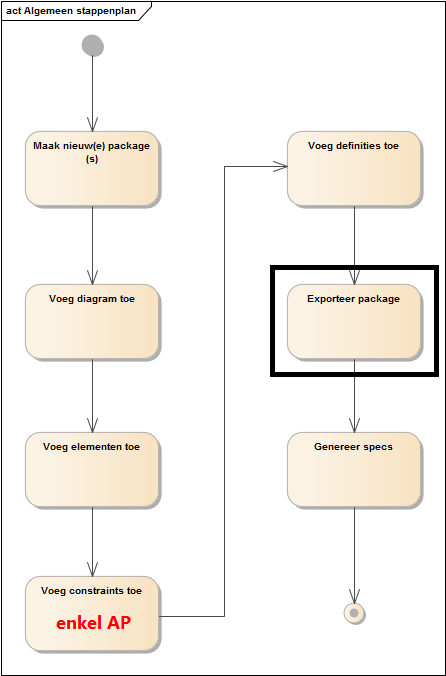 act Algemeen stappenplan
Maak nieuw(e) package
(s)
Voeg diagram toe
Voeg elementen toe
Voeg constraints toe
enkel AP
Voeg definities toe
Exporteer package
Genereer specs